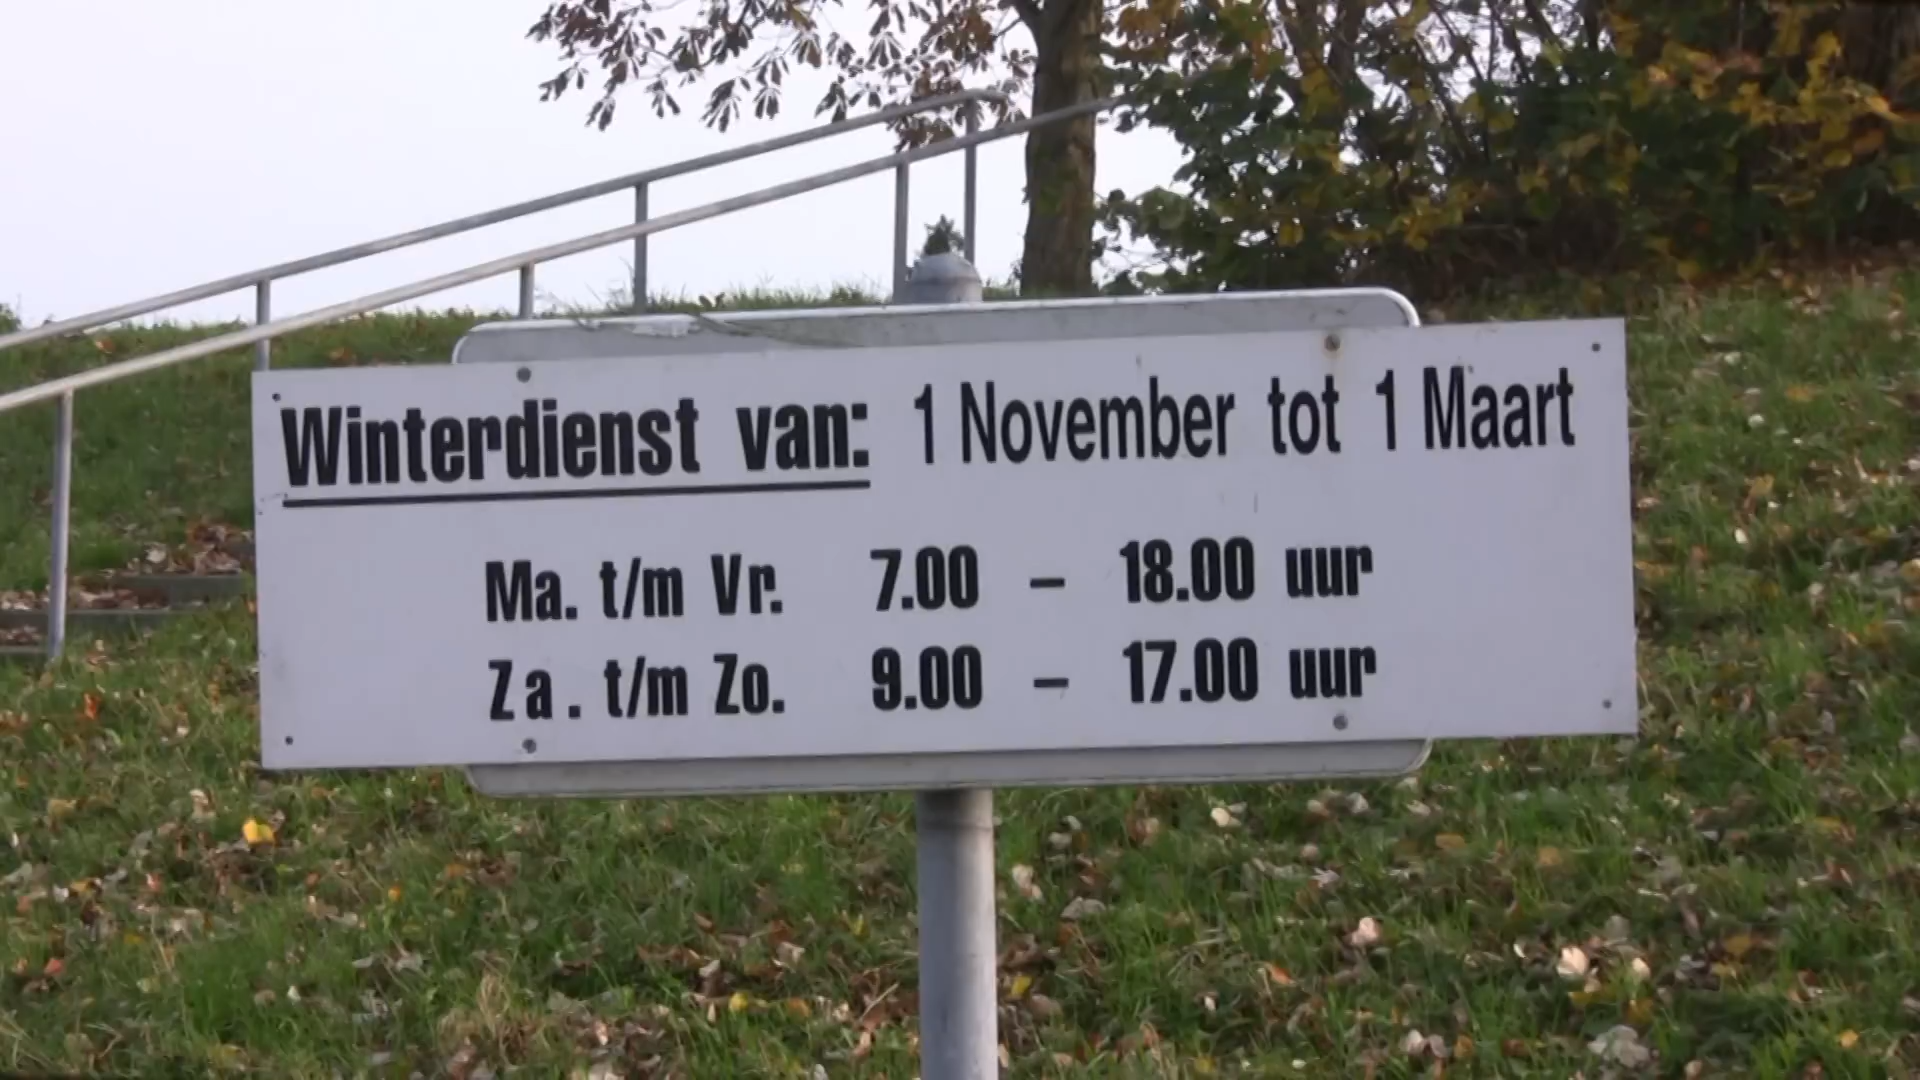 Winterdienst van: 1 November tot 1 Maart
Ma. t/m Vr. 7.00 – 18.00 uur
Za. t/m Zo. 9.00 – 17.00 uur